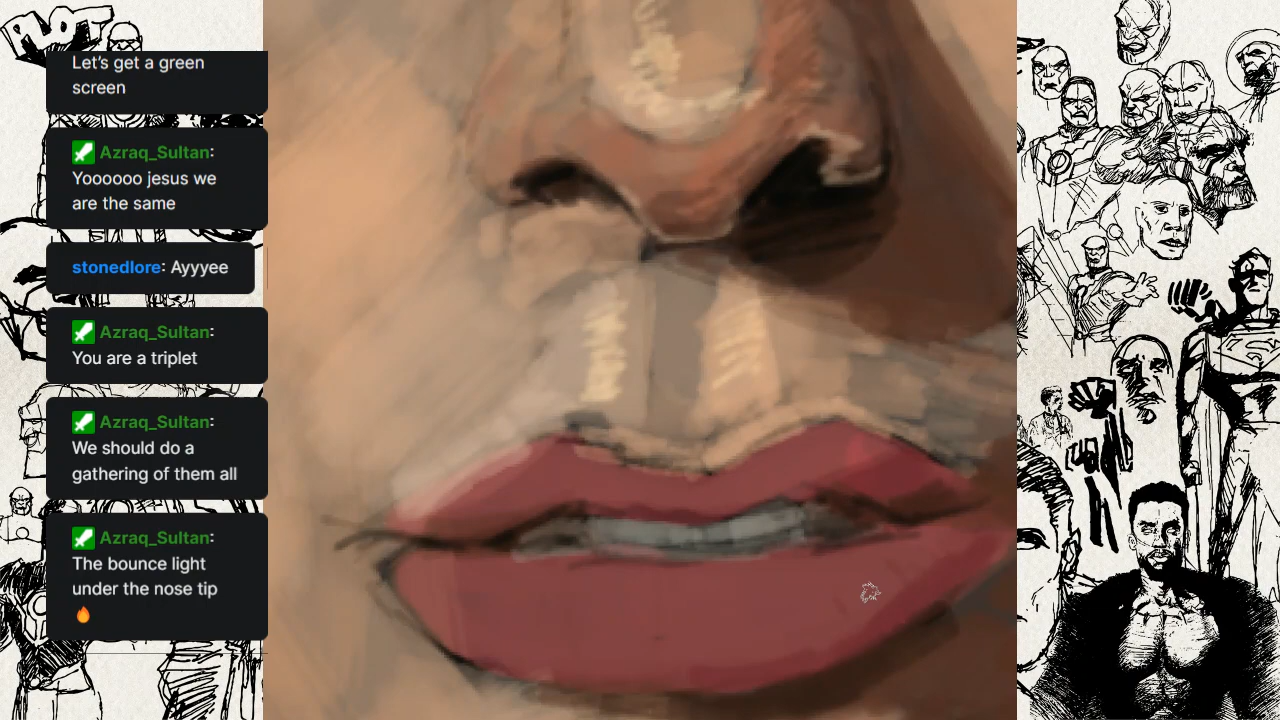 PLOT
Let's get a green
screen
Azraq_Sultan:
Yoooooo jesus we
are the same
stonedlore: Ayyyee
Azraq_Sultan:
You are a triplet
Azraq_Sultan:
We should do a
gathering of them all
Azraq_Sultan:
The bounce light
under the nose tip
🔥